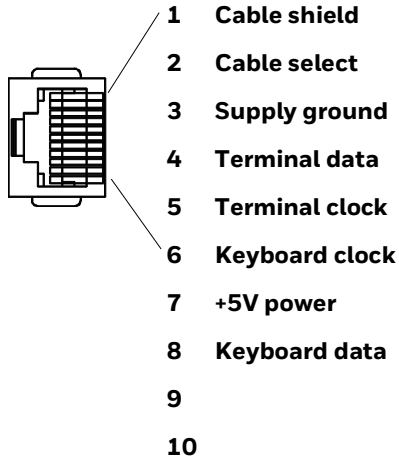 1 Cable shield
2 Cable select
3 Supply ground
4 Terminal data
5 Terminal clock
6 Keyboard clock
7 +5V power
8 Keyboard data
9
10